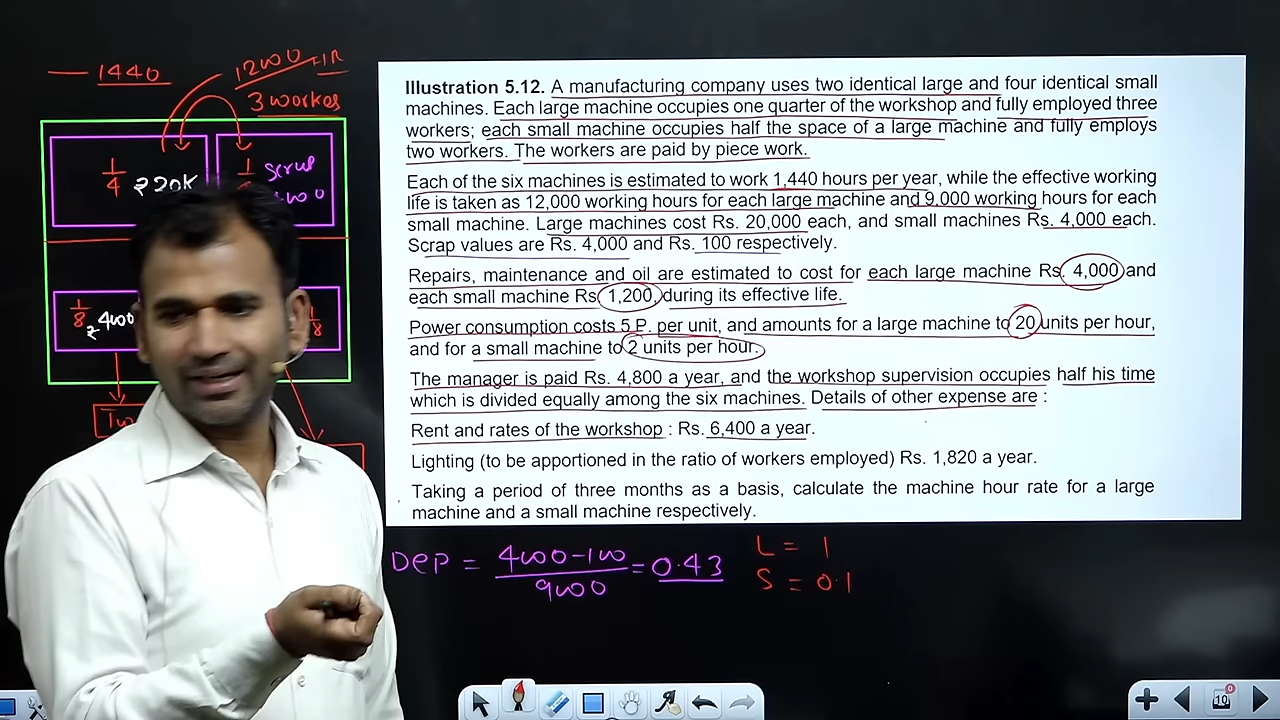 1440
12000 HR
3 workes
1/4 ₹20K
1/ Scrup
400
1/8 ₹4000
1/8
Illustration 5.12. A manufacturing company uses two identical large and four identical small
machines. Each large machine occupies one quarter of the workshop and fully employed three
workers; each small machine occupies half the space of a large machine and fully employs
two workers. The workers are paid by piece work.
Each of the six machines is estimated to work 1,440 hours per year, while the effective working
life is taken as 12,000 working hours for each large machine and 9.000 working hours for each
small machine. Large machines cost Rs. 20,000 each, and small machines Rs. 4,000 each.
Scrap values are Rs. 4,000 and Rs. 100 respectively.
Repairs, maintenance and oil are estimated to cost for each large machine Rs. 4,000 and
each small machine Rs 1,200, during its effective life.
Power consumption costs 5 P. per unit, and amounts for a large machine to 20 units per hour,
and for a small machine to 2 units per hour.
The manager is paid Rs. 4,800 a year, and the workshop supervision occupies half his time
which is divided equally among the six machines. Details of other expense are :
Rent and rates of the workshop : Rs. 6,400 a year.
Lighting (to be apportioned in the ratio of workers employed) Rs. 1,820 a year.
Taking a period of three months as a basis, calculate the machine hour rate for a large
machine and a small machine respectively.
DEP = 4000-100/9000 = 0.43
L = 1
S = 0.1
10